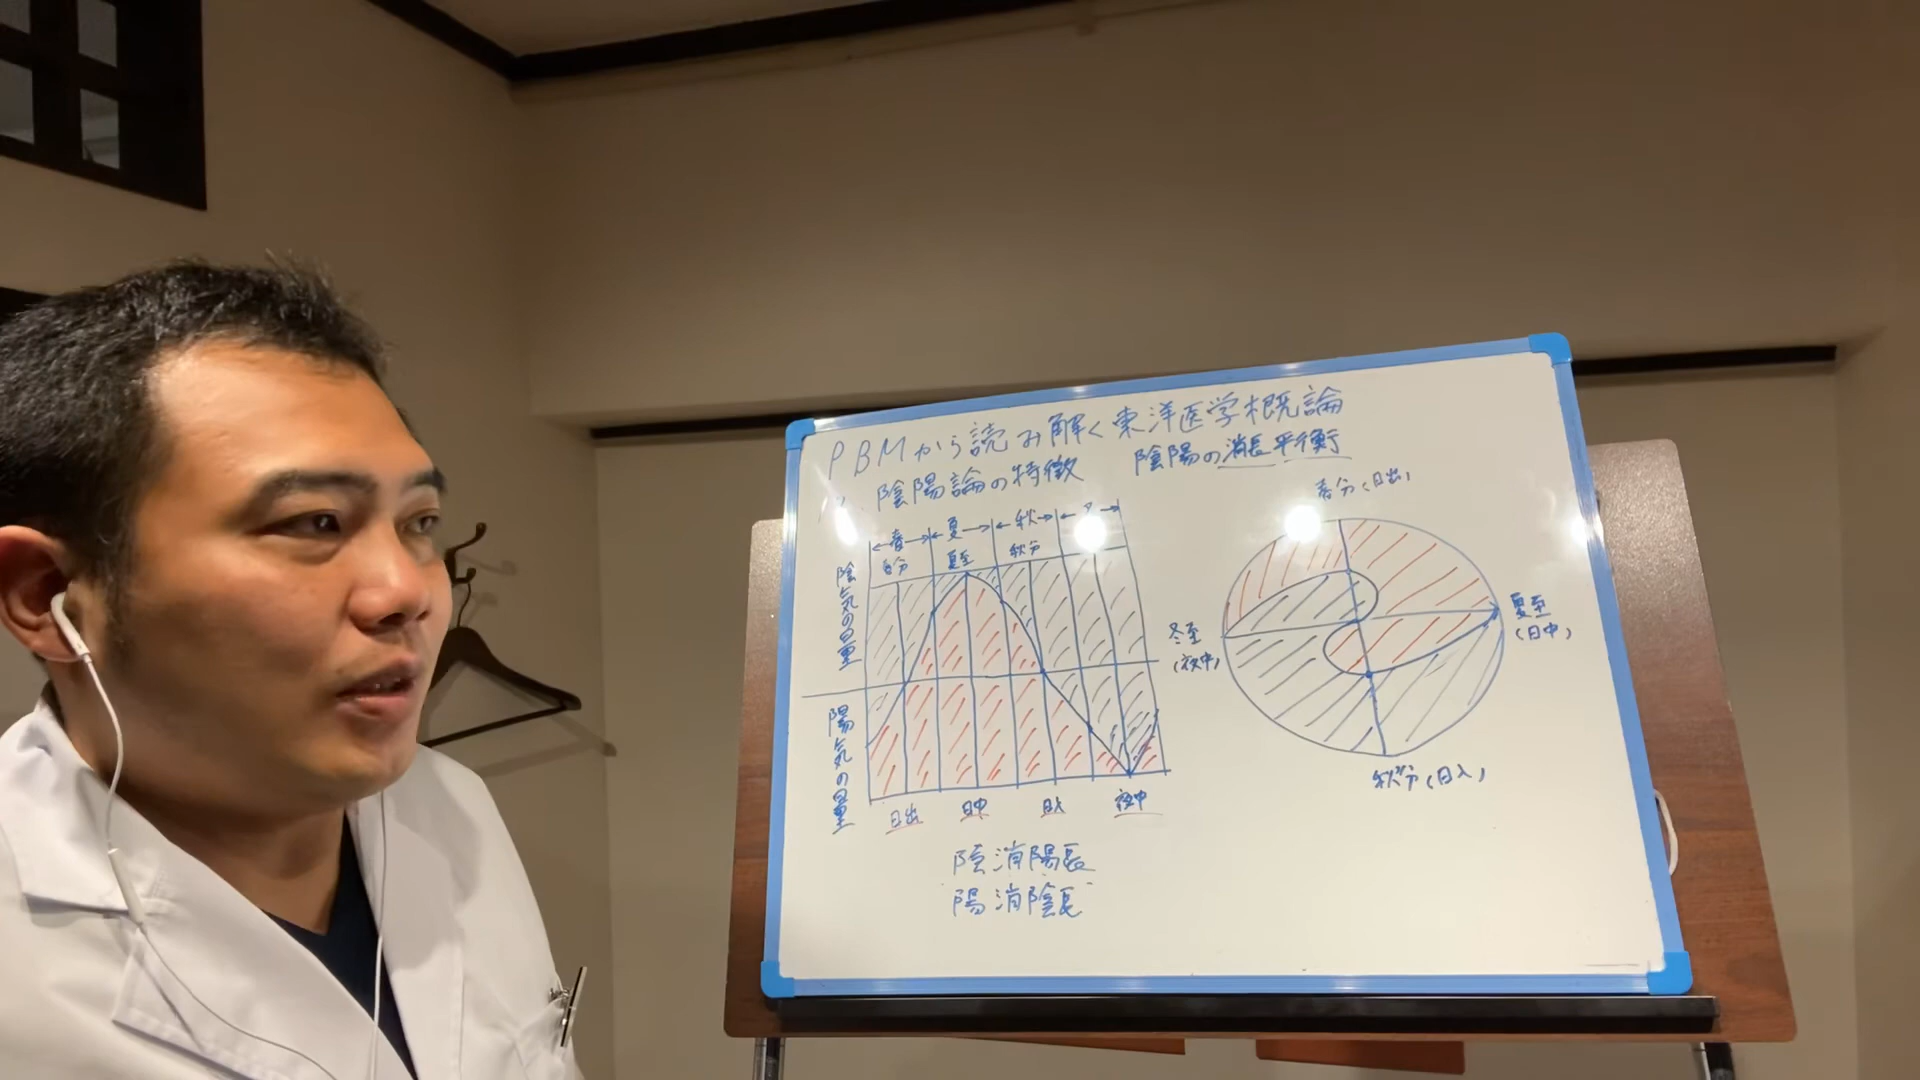 PBMから読み解く東洋医学概論
陰陽論の特徴
陰陽の消長平衡
春 夏 秋
春分 夏至 秋分
陰気の量
陽気の量
日出 日中 日入 夜中
陰消陽長
陽消陰長
春分(日出)
夏至
(日中)
冬至
(夜中)
秋分(日入)